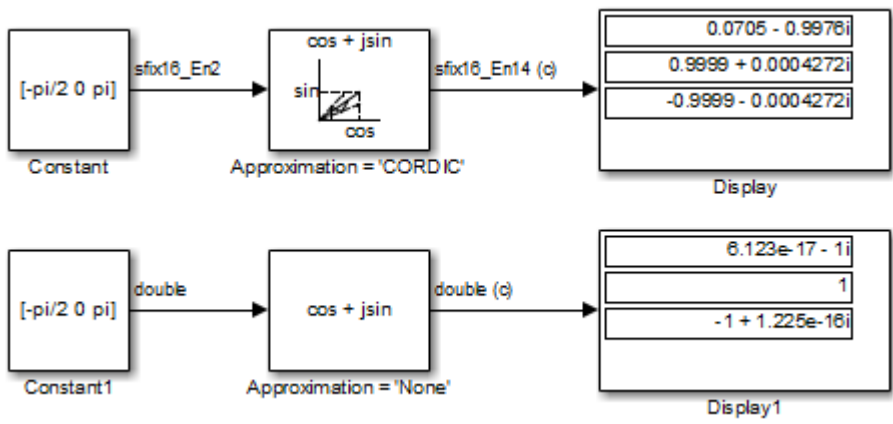 [-pi/2 0 pi]
Constant
sfix16_En2
cos + jsin
sin
cos
Approximation = 'CORDIC'
sfix16_En14 (c)
0.0705 - 0.9976i
0.9999 + 0.0004272i
-0.9999 - 0.0004272i
Display
[-pi/2 0 pi]
Constant1
double
cos + jsin
Approximation = 'None'
double (c)
6.123e-17 - 1i
1
-1 + 1.225e-16i
Display1